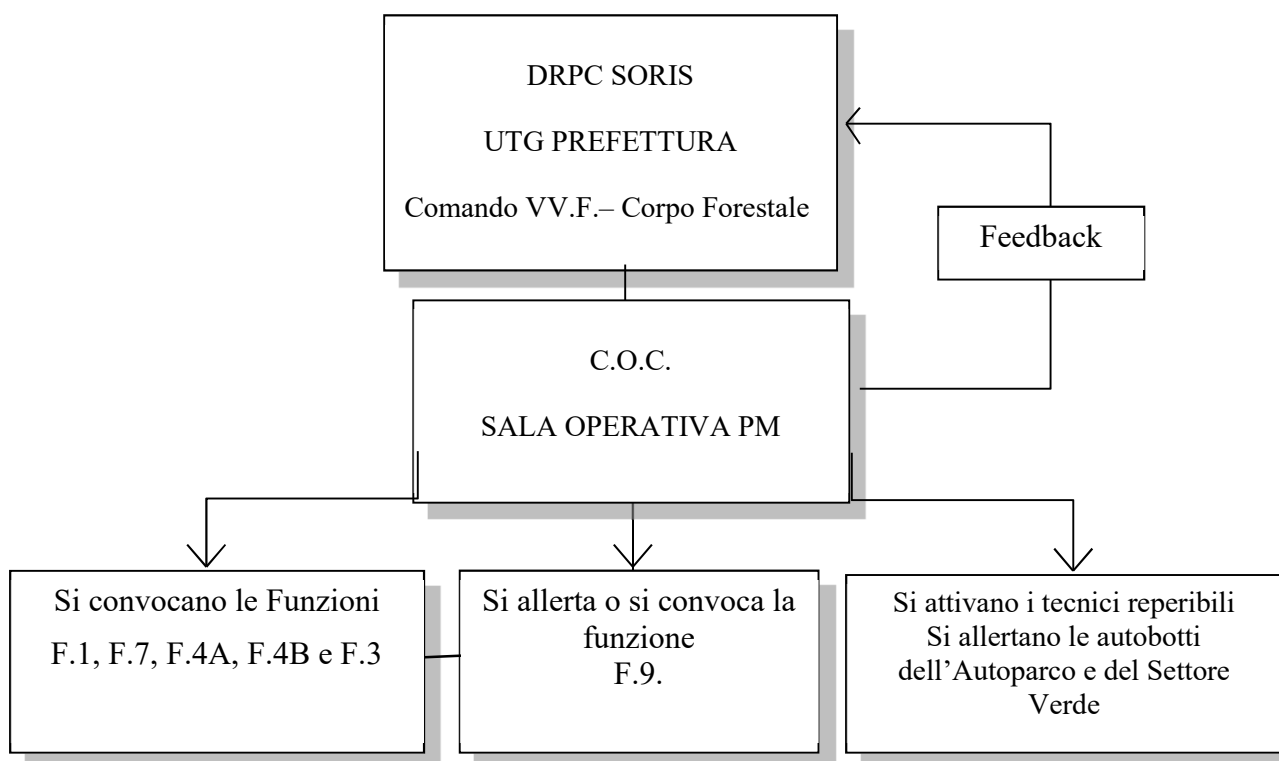 DRPC SORIS
UTG PREFETTURA
Comando VV.F.– Corpo Forestale
Feedback
C.O.C.
SALA OPERATIVA PM
Si convocano le Funzioni
F.1, F.7, F.4A, F.4B e F.3
Si allerta o si convoca la
funzione
F.9.
Si attivano i tecnici reperibili
Si allertano le autobotti
dell’Autoparco e del Settore
Verde